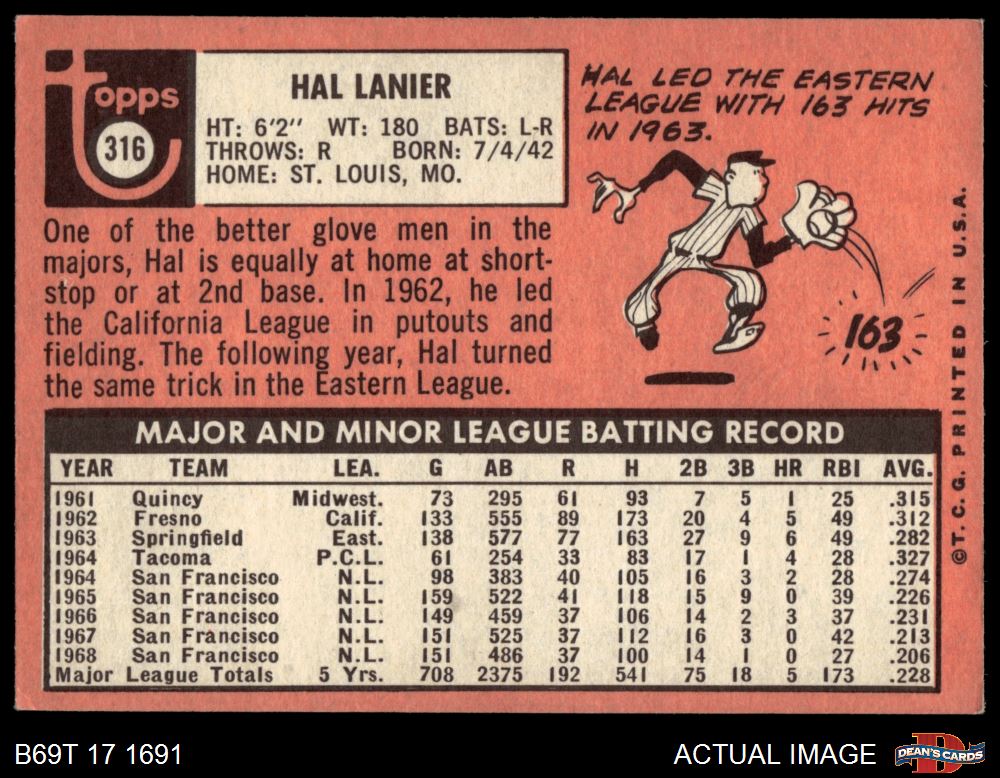 Topps
316
HAL LANIER
HT: 6'2" WT: 180 BATS: L-R
THROWS: R BORN: 7/4/42
HOME: ST. LOUIS, MO.
HAL LED THE EASTERN
LEAGUE WITH 163 HITS
IN 1963.
163
One of the better glove men in the
majors, Hal is equally at home at short-
stop or at 2nd base. In 1962, he led
the California League in putouts and
fielding. The following year, Hal turned
the same trick in the Eastern League.
MAJOR AND MINOR LEAGUE BATTING RECORD
YEAR TEAM LEA. G AB R H 2B 3B HR RBI AVG.
1961 Quincy Midwest. 73 295 61 93 7 5 1 25 .315
1962 Fresno Calif. 133 555 89 173 20 4 5 49 .312
1963 Springfield East. 138 577 77 163 27 9 6 49 .282
1964 Tacoma P.C.L. 61 254 33 83 17 1 4 28 .327
1964 San Francisco N.L. 98 383 40 105 16 3 2 28 .274
1965 San Francisco N.L. 159 522 41 118 15 9 0 39 .226
1966 San Francisco N.L. 149 459 37 106 14 2 3 37 .231
1967 San Francisco N.L. 151 525 37 112 16 3 0 42 .213
1968 San Francisco N.L. 151 486 37 100 14 1 0 27 .206
Major League Totals 5 Yrs. 708 2375 192 541 75 18 5 173 .228
©T. C. G. PRINTED IN U.S.A.
B69T 17 1691
ACTUAL IMAGE
D
DEAN'S CARDS